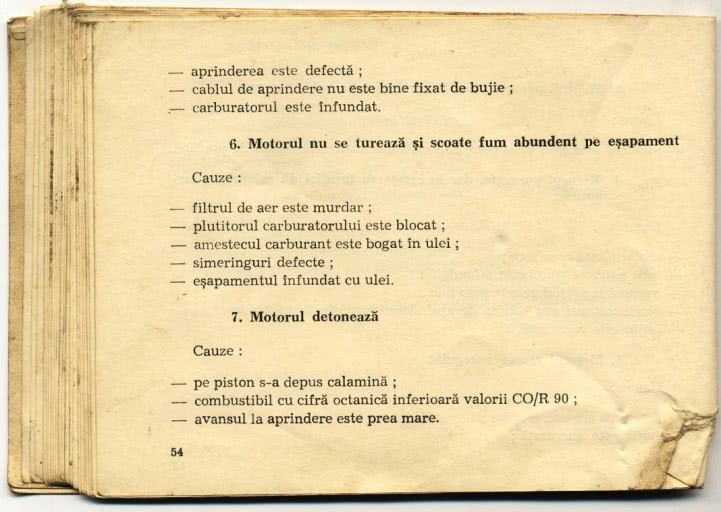 — aprinderea este defectă ;
— cablul de aprindere nu este bine fixat de bujie ;
— carburatorul este înfundat.
6. Motorul nu se turează și scoate fum abundent pe eșapament
Cauze :
— filtrul de aer este murdar ;
— plutitorul carburatorului este blocat ;
— amestecul carburant este bogat în ulei ;
— simeringuri defecte ;
— eșapamentul înfundat cu ulei.
7. Motorul detonează
Cauze :
— pe piston s-a depus calamină ;
— combustibil cu cifră octanică inferioară valorii CO/R 90 ;
— avansul la aprindere este prea mare.
54